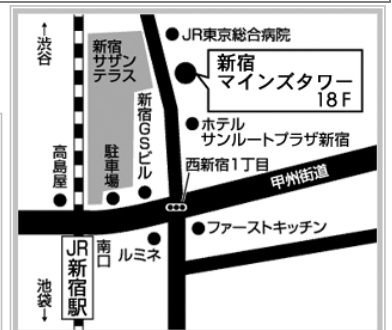 ←渋谷
新宿
サザン
テラス
JR東京総合病院
新宿
マインズタワー
18F
ホテル
サンルートプラザ新宿
新宿GSビル
西新宿1丁目
高島屋
駐車場
甲州街道
ファーストキッチン
ルミネ
南口
JR新宿駅
池袋→